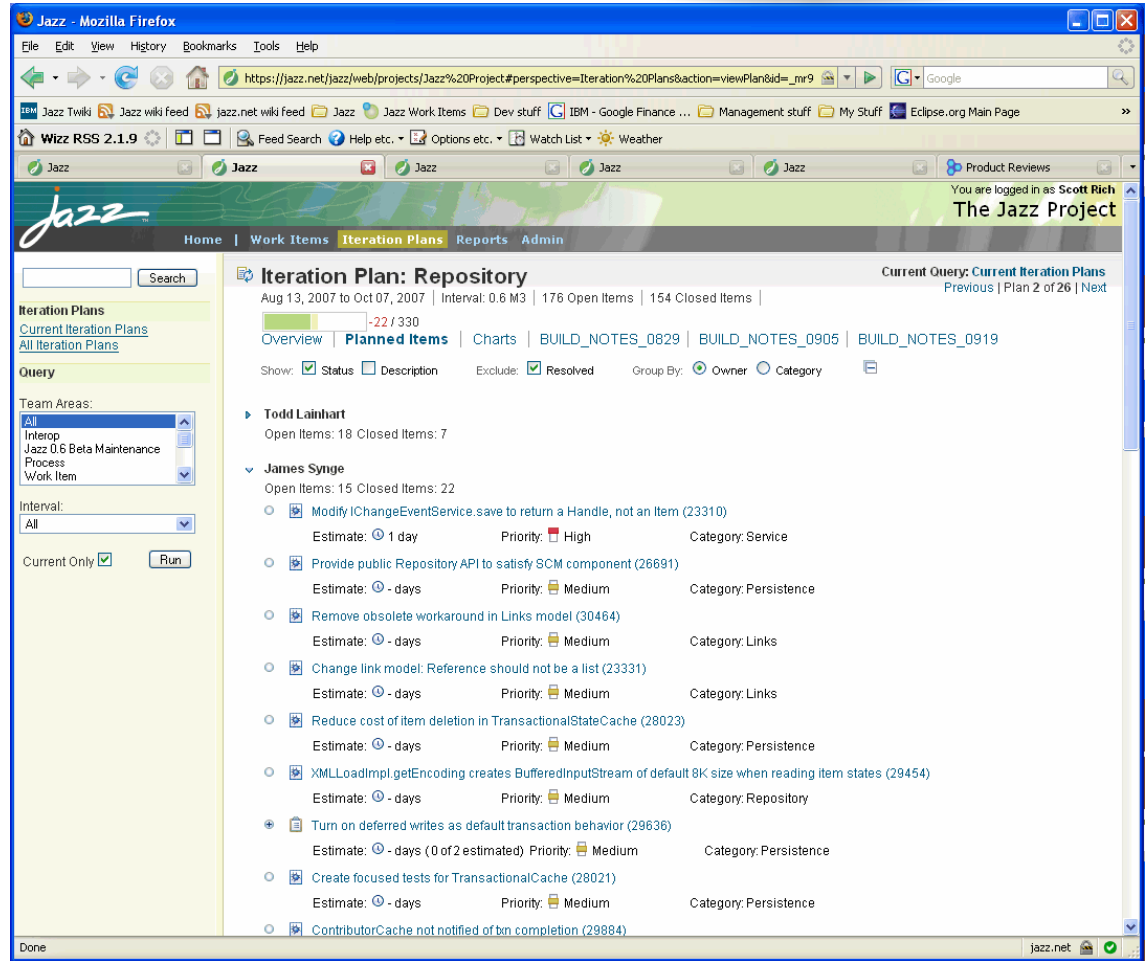 Jazz - Mozilla Firefox
File Edit View History Bookmarks Tools Help
https://jazz.net/jazz/web/projects/Jazz%20Project#perspective=Iteration%20Plans&action=viewPlan&id=_mr9
Google
IBM Jazz Twiki Jazz wiki feed jazz.net wiki feed Jazz Jazz Work Items Dev stuff IBM - Google Finance ... Management stuff My Stuff Eclipse.org Main Page »
Wizz RSS 2.1.9 Feed Search Help etc. Options etc. Watch List Weather
Jazz Jazz Jazz Jazz Jazz Product Reviews
You are logged in as Scott Rich
jazz
The Jazz Project
Home | Work Items Iteration Plans Reports Admin
Search
Iteration Plans
Current Iteration Plans
All Iteration Plans
Query
Team Areas:
All
Interop
Jazz 0.6 Beta Maintenance
Process
Work Item
Interval:
All
Current Only Run
Iteration Plan: Repository
Current Query: Current Iteration Plans
Previous | Plan 2 of 26 | Next
Aug 13, 2007 to Oct 07, 2007 | Interval: 0.6 M3 | 176 Open Items | 154 Closed Items |
-22 / 330
Overview | Planned Items | Charts | BUILD_NOTES_0829 | BUILD_NOTES_0905 | BUILD_NOTES_0919
Show: Status Description Exclude: Resolved Group By: Owner Category
Todd Lainhart
Open Items: 18 Closed Items: 7
James Synge
Open Items: 15 Closed Items: 22
Modify IChangeEventService.save to return a Handle, not an Item (23310)
Estimate: 1 day Priority: High Category: Service
Provide public Repository API to satisfy SCM component (26691)
Estimate: - days Priority: Medium Category: Persistence
Remove obsolete workaround in Links model (30464)
Estimate: - days Priority: Medium Category: Links
Change link model: Reference should not be a list (23331)
Estimate: - days Priority: Medium Category: Links
Reduce cost of item deletion in TransactionalStateCache (28023)
Estimate: - days Priority: Medium Category: Persistence
XMLLoadImpl.getEncoding creates BufferedInputStream of default 8K size when reading item states (29454)
Estimate: - days Priority: Medium Category: Repository
Turn on deferred writes as default transaction behavior (29636)
Estimate: - days (0 of 2 estimated) Priority: Medium Category: Persistence
Create focused tests for TransactionalCache (28021)
Estimate: - days Priority: Medium Category: Persistence
ContributorCache not notified of txn completion (29884)
Done
jazz.net